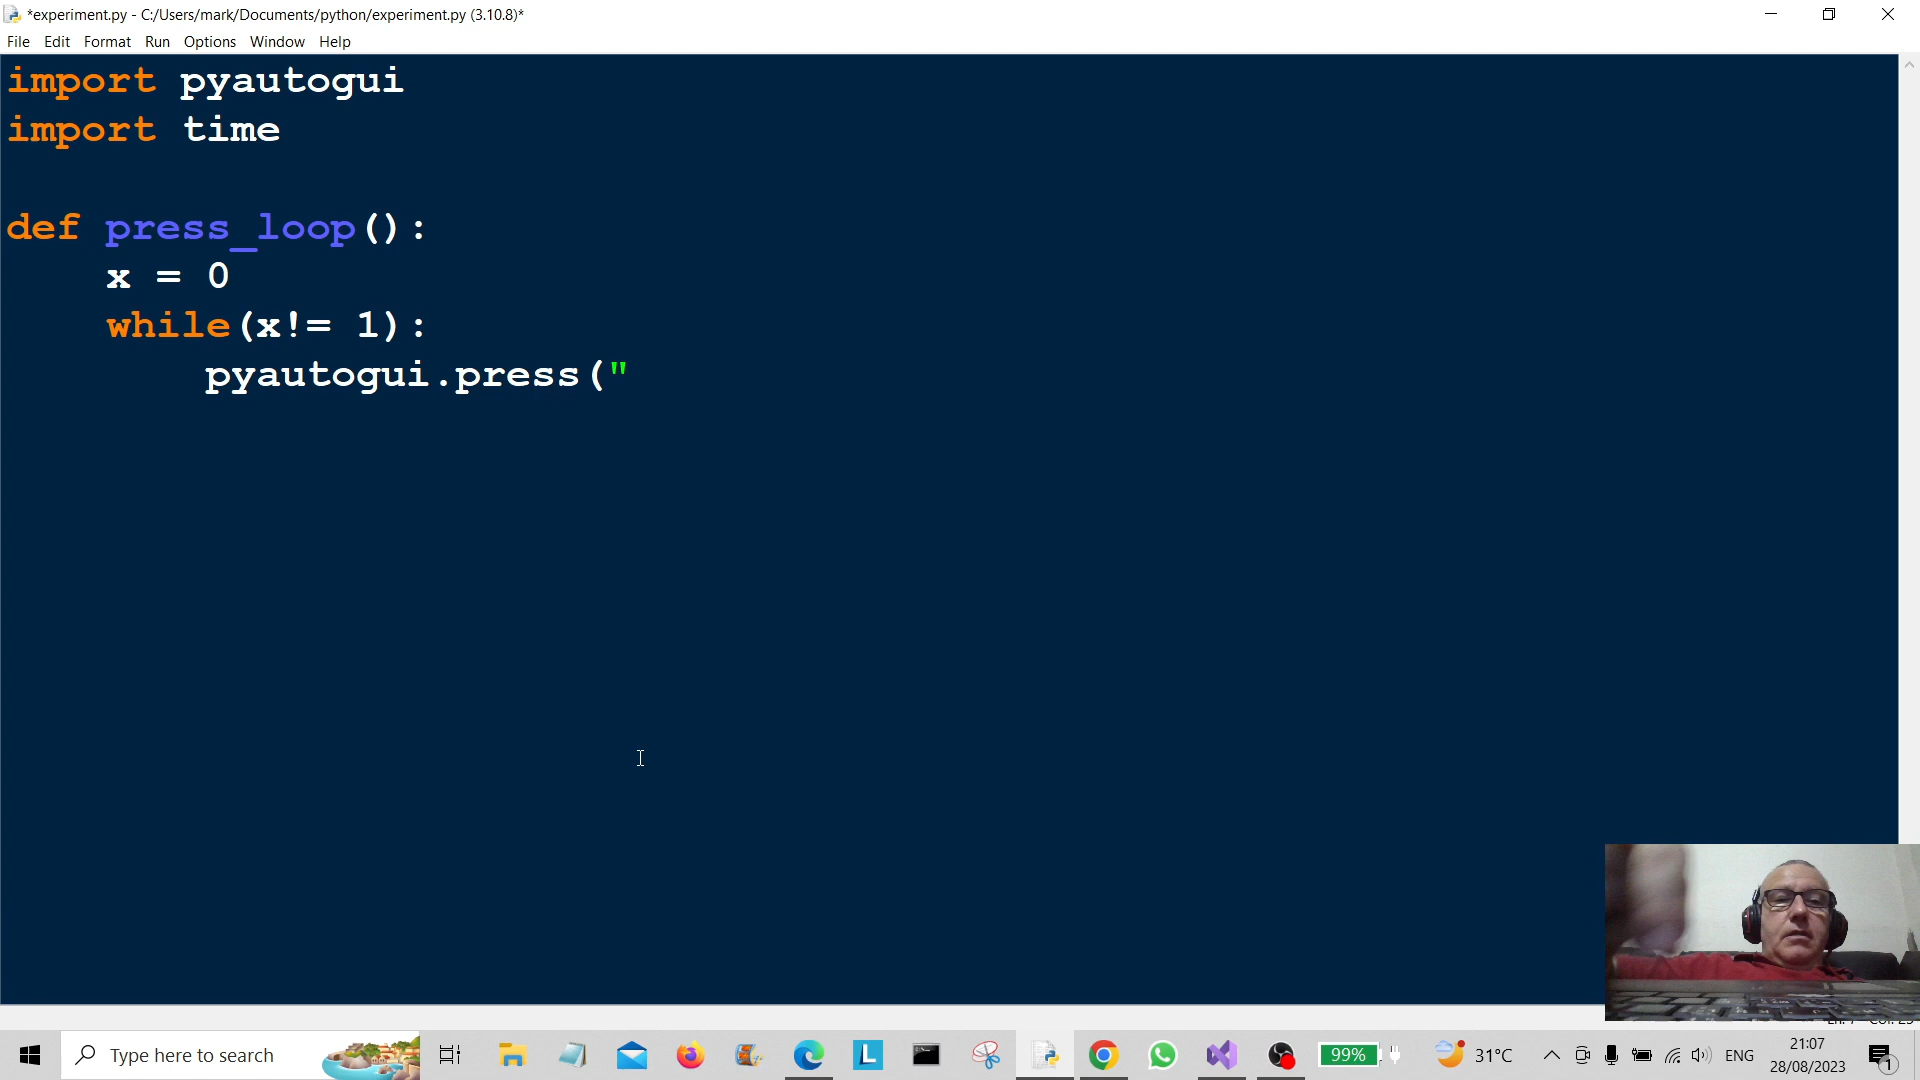 *experiment.py - C:/Users/mark/Documents/python/experiment.py (3.10.8)*
File Edit Format Run Options Window Help
import pyautogui
import time
def press_loop():
x = 0
while(x!= 1):
pyautogui.press("
Type here to search
L
99%
31°C
ENG
21:07
28/08/2023
1